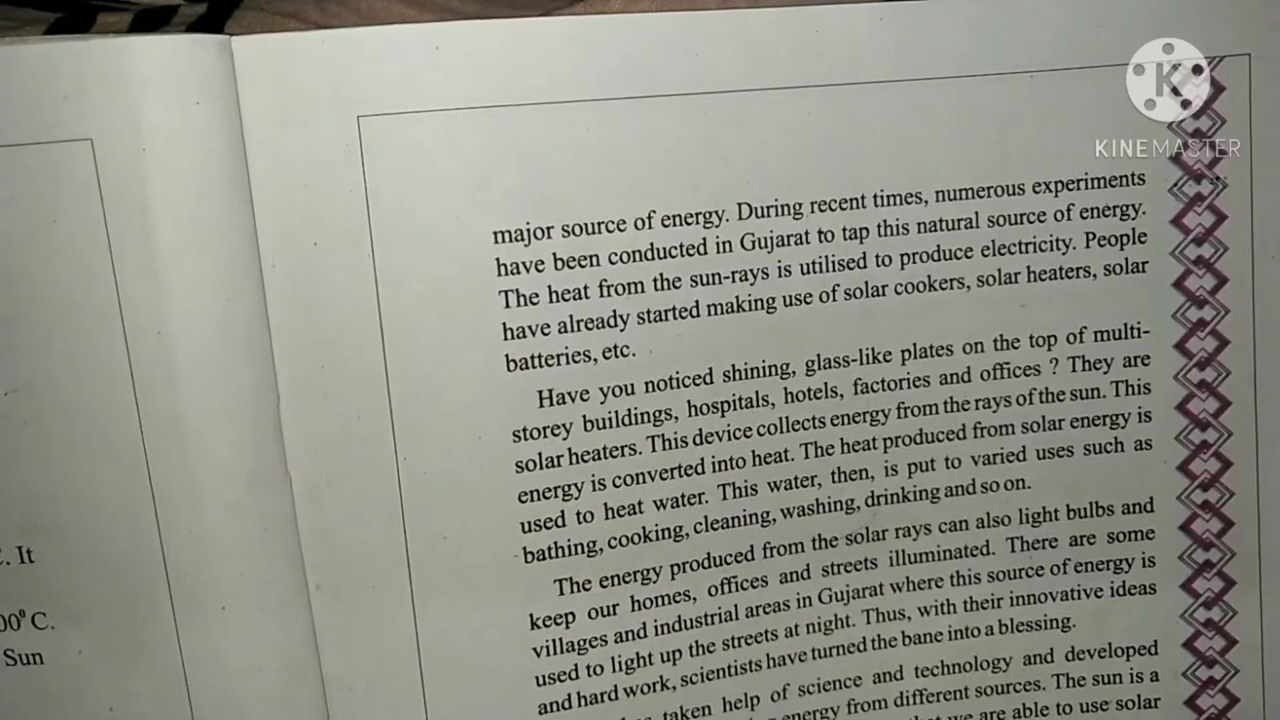 KINEMASTER
major source of energy. During recent times, numerous experiments
have been conducted in Gujarat to tap this natural source of energy.
The heat from the sun-rays is utilised to produce electricity. People
have already started making use of solar cookers, solar heaters, solar
batteries, etc.
Have you noticed shining, glass-like plates on the top of multi-
storey buildings, hospitals, hotels, factories and offices ? They are
solar heaters. This device collects energy from the rays of the sun. This
energy is converted into heat. The heat produced from solar energy is
used to heat water. This water, then, is put to varied uses such as
bathing, cooking, cleaning, washing, drinking and so on.
The energy produced from the solar rays can also light bulbs and
keep our homes, offices and streets illuminated. There are some
villages and industrial areas in Gujarat where this source of energy is
used to light up the streets at night. Thus, with their innovative ideas
and hard work, scientists have turned the bane into a blessing.
taken help of science and technology and developed
energy from different sources. The sun is a
we are able to use solar
. It
00⁰ C.
Sun